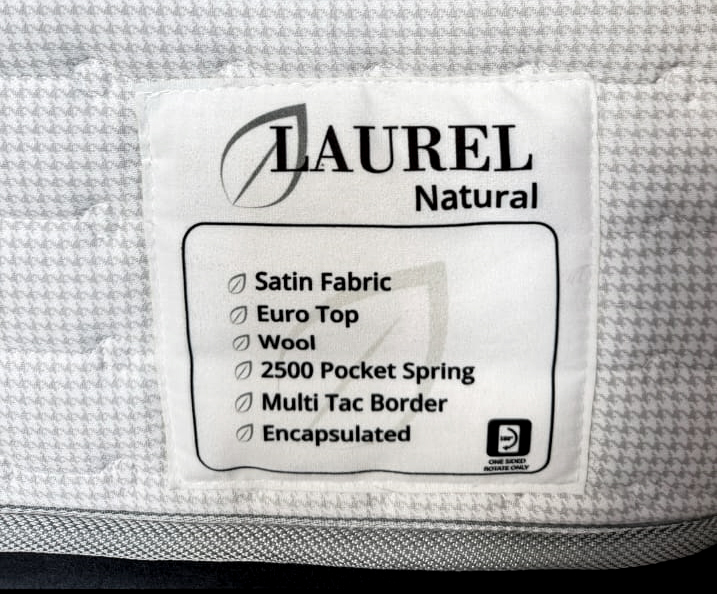 LAUREL
Natural
Satin Fabric
Euro Top
Wool
2500 Pocket Spring
Multi Tac Border
Encapsulated
ONE SIDED
ROTATE ONLY